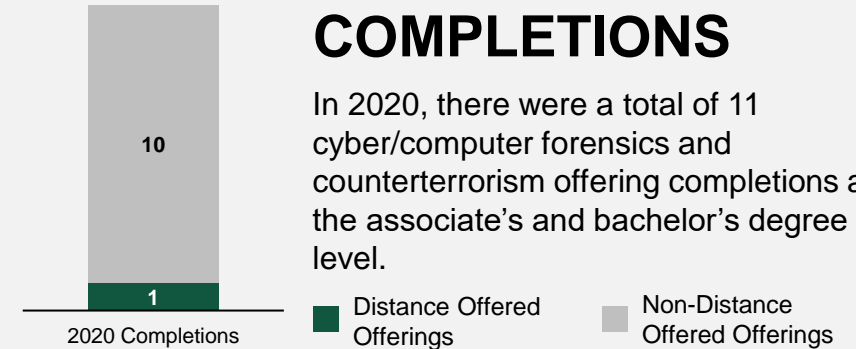 COMPLETIONS
In 2020, there were a total of 11
cyber/computer forensics and
counterterrorism offering completions
the associate's and bachelor's degree
level.
10
1
2020 Completions
Distance Offered
Offerings
Non-Distance
Offered Offerings